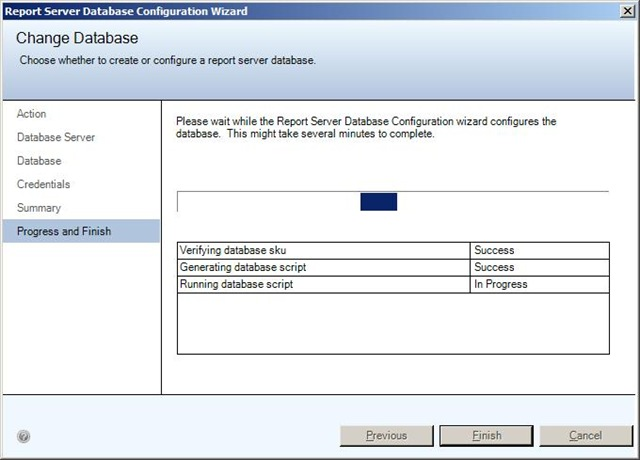 Report Server Database Configuration Wizard
Change Database
Choose whether to create or configure a report server database.
Action
Database Server
Database
Credentials
Summary
Progress and Finish
Please wait while the Report Server Database Configuration wizard configures the
database.  This might take several minutes to complete.
Verifying database sku Success
Generating database script Success
Running database script In Progress
Previous Finish Cancel